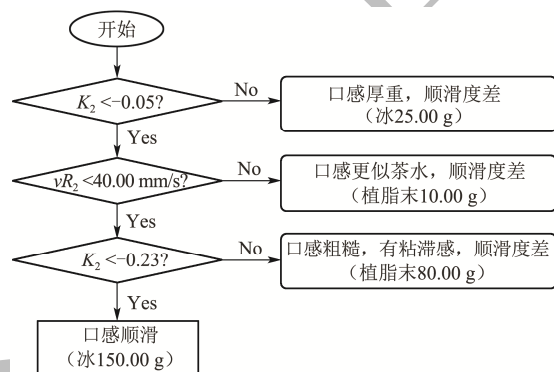 开始
K₂ <−0.05?
No
口感厚重，顺滑度差
（冰25.00 g）
Yes
vR₂ <40.00 mm/s?
No
口感更似茶水，顺滑度差
（植脂末10.00 g）
Yes
K₂ <−0.23?
No
口感粗糙，有粘滞感，顺滑度差
（植脂末80.00 g）
Yes
口感顺滑
（冰150.00 g）